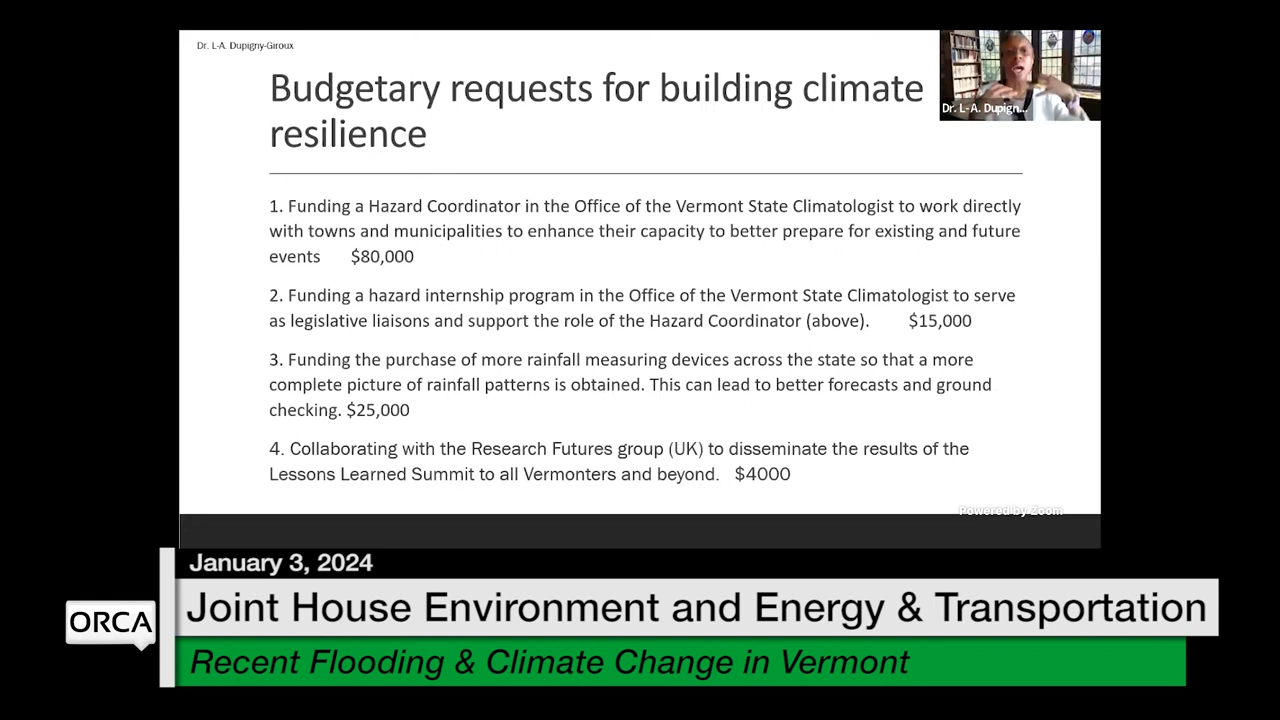 Dr. L-A. Dupigny-Giroux
Budgetary requests for building climate
resilience
Dr. L-A. Dupign...
1. Funding a Hazard Coordinator in the Office of the Vermont State Climatologist to work directly
with towns and municipalities to enhance their capacity to better prepare for existing and future
events $80,000
2. Funding a hazard internship program in the Office of the Vermont State Climatologist to serve
as legislative liaisons and support the role of the Hazard Coordinator (above). $15,000
3. Funding the purchase of more rainfall measuring devices across the state so that a more
complete picture of rainfall patterns is obtained. This can lead to better forecasts and ground
checking. $25,000
4. Collaborating with the Research Futures group (UK) to disseminate the results of the
Lessons Learned Summit to all Vermonters and beyond. $4000
Powered by Zoom
January 3, 2024
ORCA
Joint House Environment and Energy & Transportation
Recent Flooding & Climate Change in Vermont